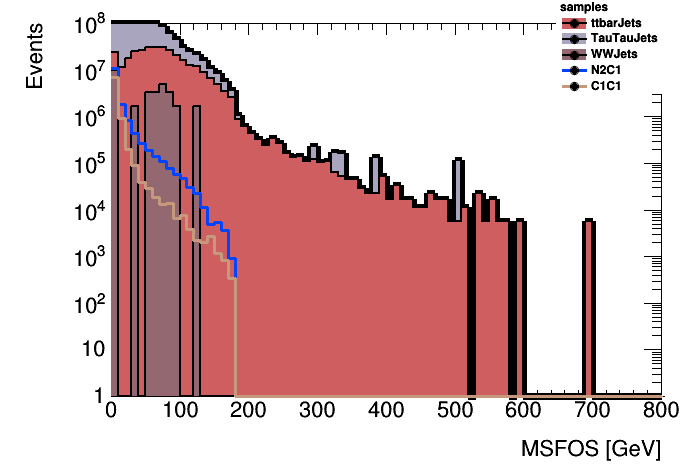 samples
ttbarJets
TauTauJets
WWJets
N2C1
C1C1
Events
10^8
10^7
10^6
10^5
10^4
10^3
10^2
10
1
0 100 200 300 400 500 600 700 800
MSFOS [GeV]